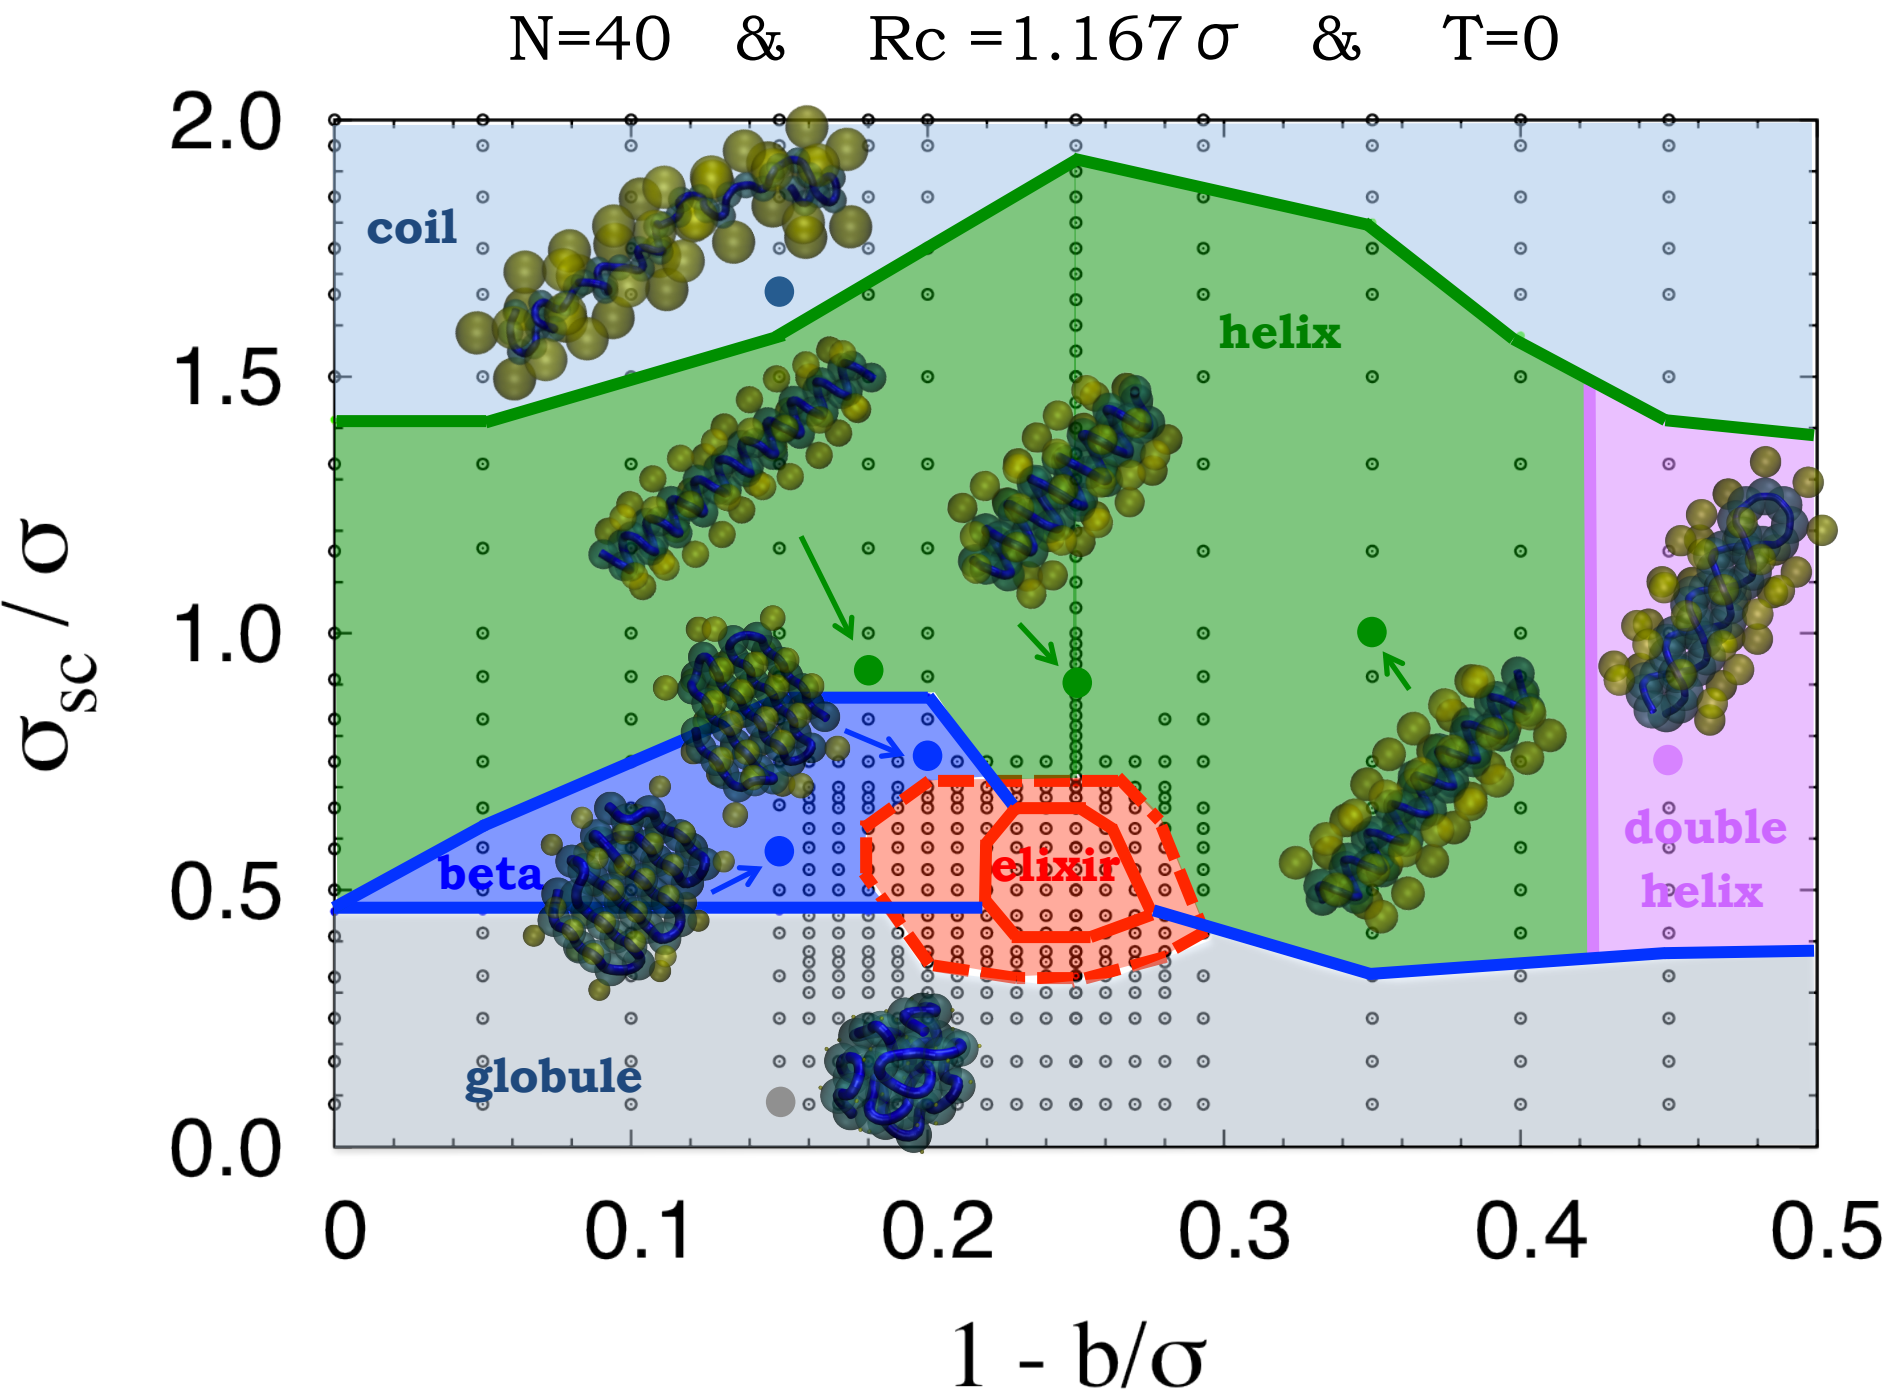 N=40 & Rc =1.167σ & T=0
2.0
coil
helix
1.5
σsc / σ
1.0
double
elixir
beta
0.5
helix
globule
0.0
0 0.1 0.2 0.3 0.4 0.5
1 - b/σ